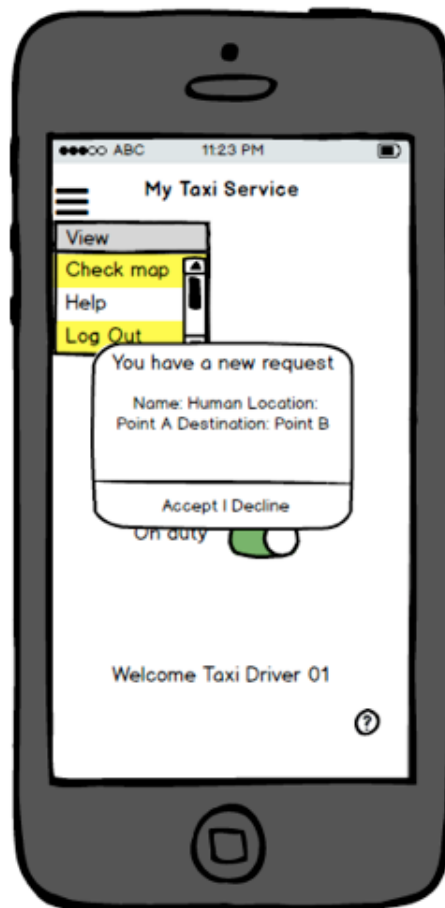 ABC 11:23 PM
My Taxi Service
View
Check map
Help
Log Out
You have a new request
Name: Human Location:
Point A Destination: Point B
Accept | Decline
On duty
Welcome Taxi Driver 01
?